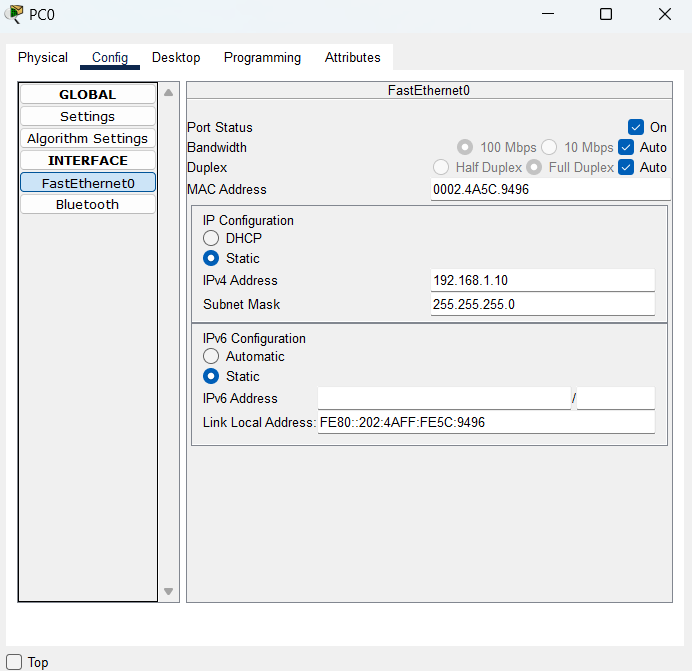 PC0
Physical Config Desktop Programming Attributes
GLOBAL
Settings
Algorithm Settings
INTERFACE
FastEthernet0
Bluetooth
FastEthernet0
Port Status On
Bandwidth 100 Mbps 10 Mbps Auto
Duplex Half Duplex Full Duplex Auto
MAC Address 0002.4A5C.9496
IP Configuration
DHCP
Static
IPv4 Address 192.168.1.10
Subnet Mask 255.255.255.0
IPv6 Configuration
Automatic
Static
IPv6 Address /
Link Local Address: FE80::202:4AFF:FE5C:9496
Top